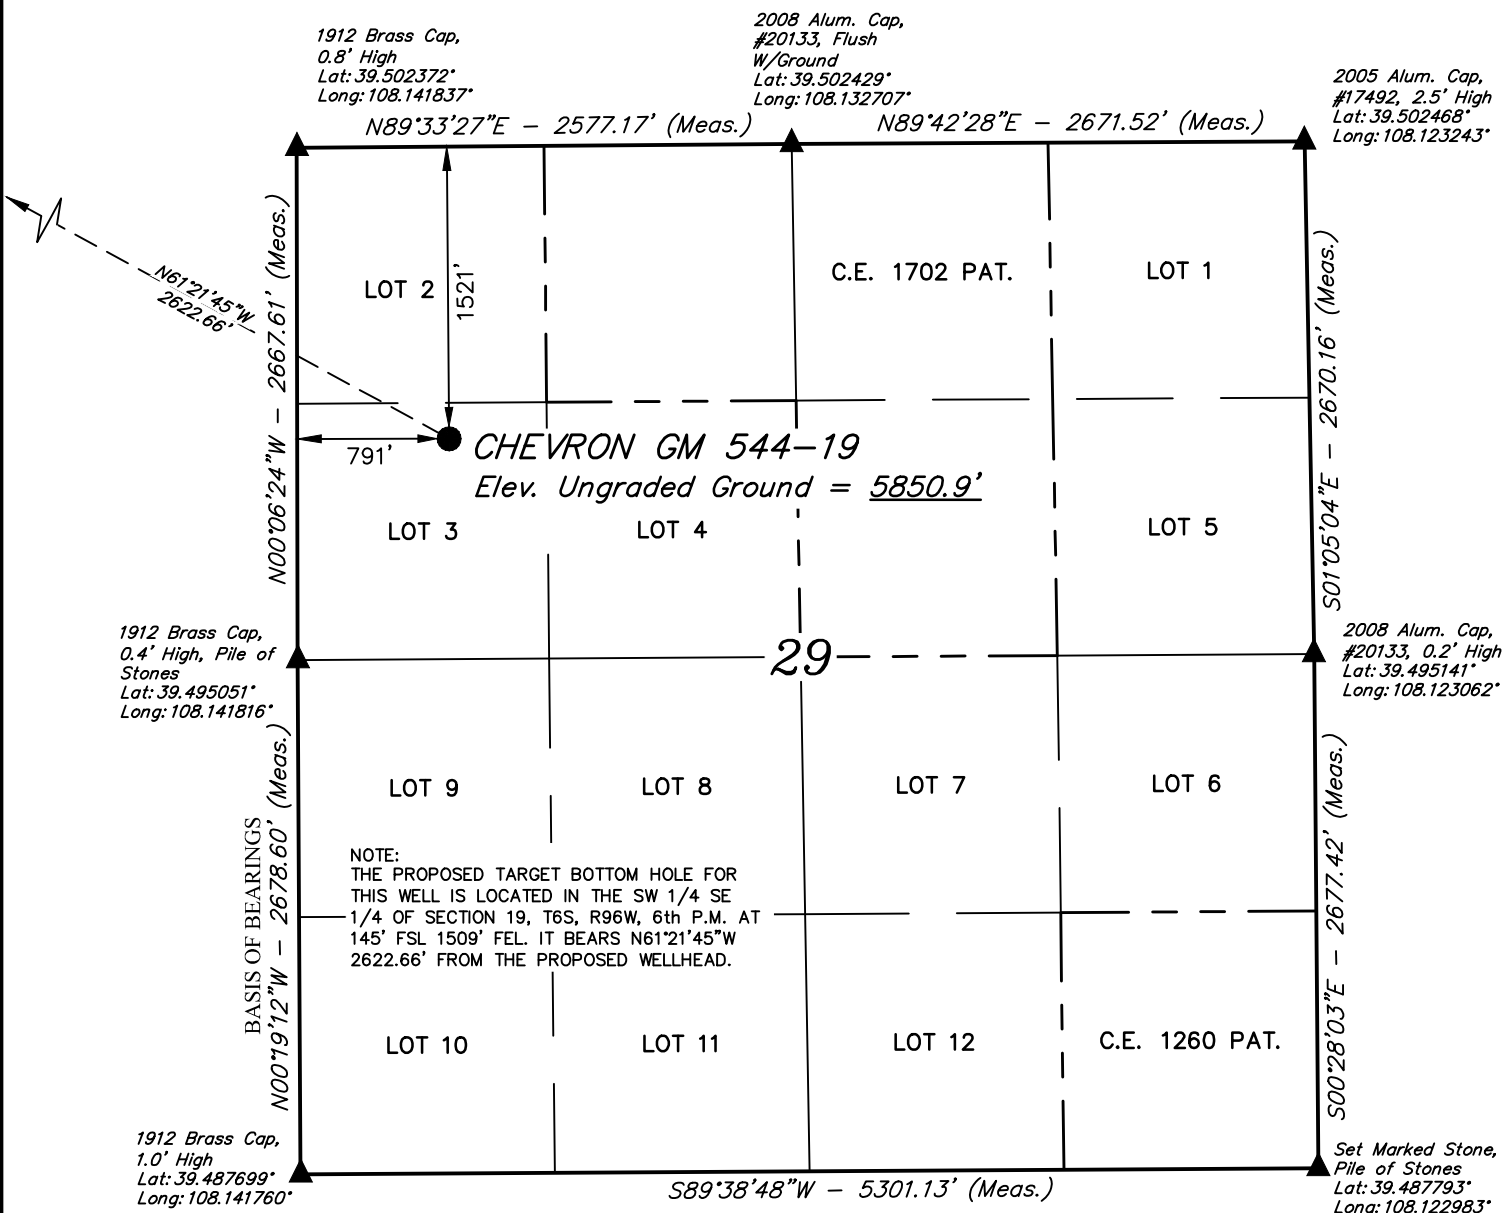 1912 Brass Cap,
0.8' High
Lat: 39.502372°
Long: 108.141837°
2008 Alum. Cap,
#20133, Flush
W/Ground
Lat: 39.502429°
Long: 108.132707°
2005 Alum. Cap,
#17492, 2.5' High
Lat: 39.502468°
Long: 108.123243°
N89°33'27"E - 2577.17' (Meas.)
N89°42'28"E - 2671.52' (Meas.)
N61°21'45"W
2622.66'
N00°06'24"W - 2667.61' (Meas.)
LOT 2
1521'
C.E. 1702 PAT.
LOT 1
S01°05'04"E - 2670.16' (Meas.)
791'
CHEVRON GM 544-19
Elev. Ungraded Ground = 5850.9'
LOT 3
LOT 4
LOT 5
1912 Brass Cap,
0.4' High, Pile of
Stones
Lat: 39.495051°
Long: 108.141816°
29
2008 Alum. Cap,
#20133, 0.2' High
Lat: 39.495141°
Long: 108.123062°
LOT 9
LOT 8
LOT 7
LOT 6
BASIS OF BEARINGS
N00°19'12"W - 2678.60' (Meas.)
NOTE:
THE PROPOSED TARGET BOTTOM HOLE FOR
THIS WELL IS LOCATED IN THE SW 1/4 SE
1/4 OF SECTION 19, T6S, R96W, 6th P.M. AT
145' FSL 1509' FEL. IT BEARS N61°21'45"W
2622.66' FROM THE PROPOSED WELLHEAD.
S00°28'03"E - 2677.42' (Meas.)
LOT 10
LOT 11
LOT 12
C.E. 1260 PAT.
1912 Brass Cap,
1.0' High
Lat: 39.487699°
Long: 108.141760°
S89°38'48"W - 5301.13' (Meas.)
Set Marked Stone,
Pile of Stones
Lat: 39.487793°
Long: 108.122983°